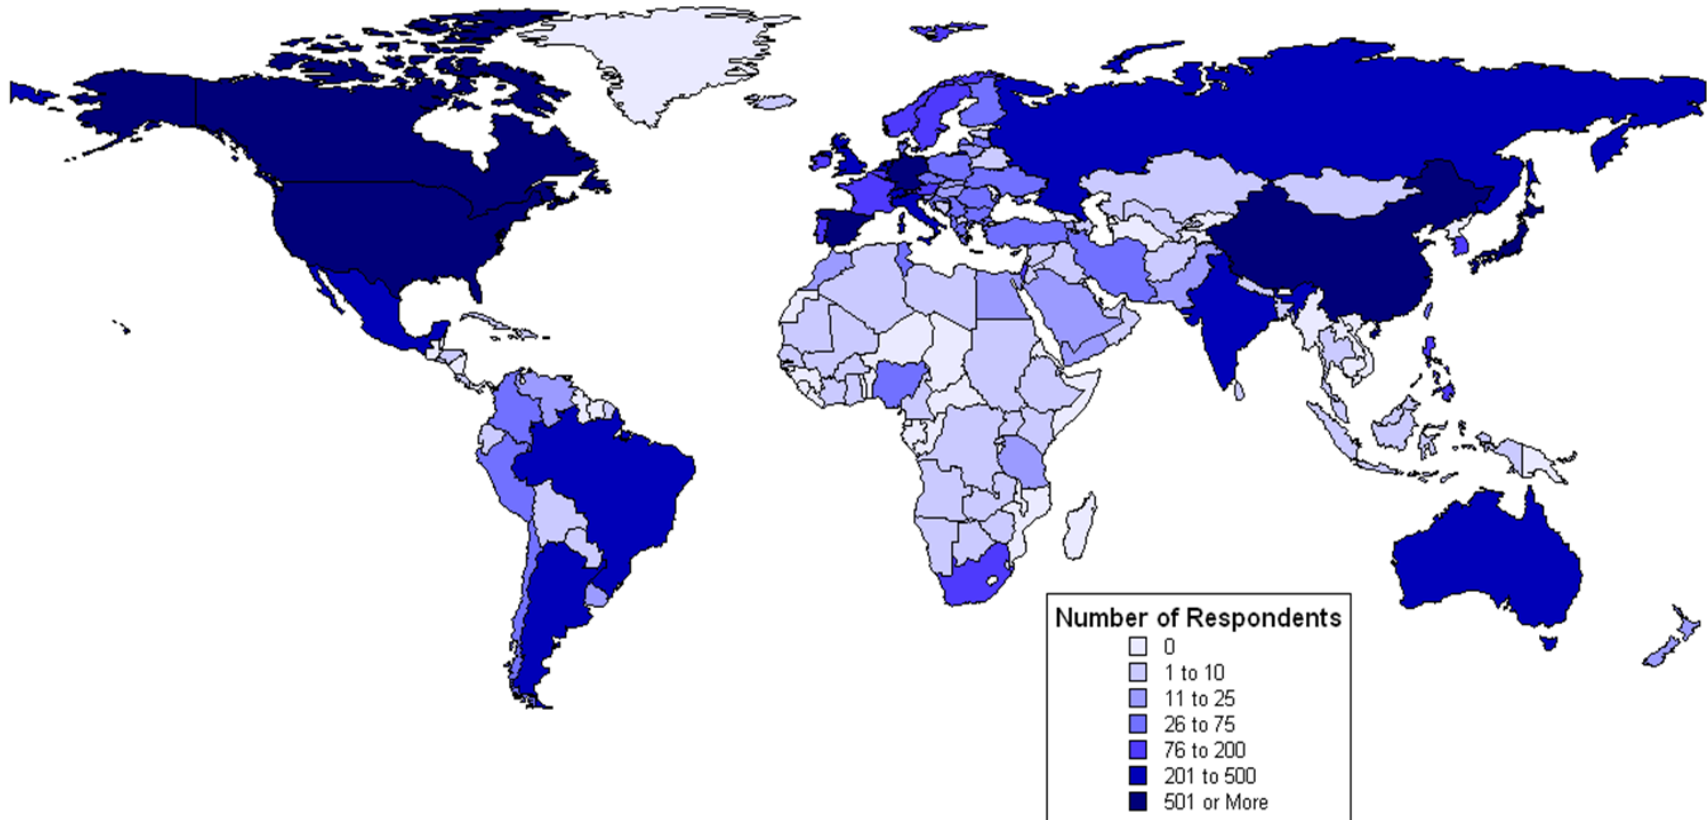 Number of Respondents
0
1 to 10
11 to 25
26 to 75
76 to 200
201 to 500
501 or More